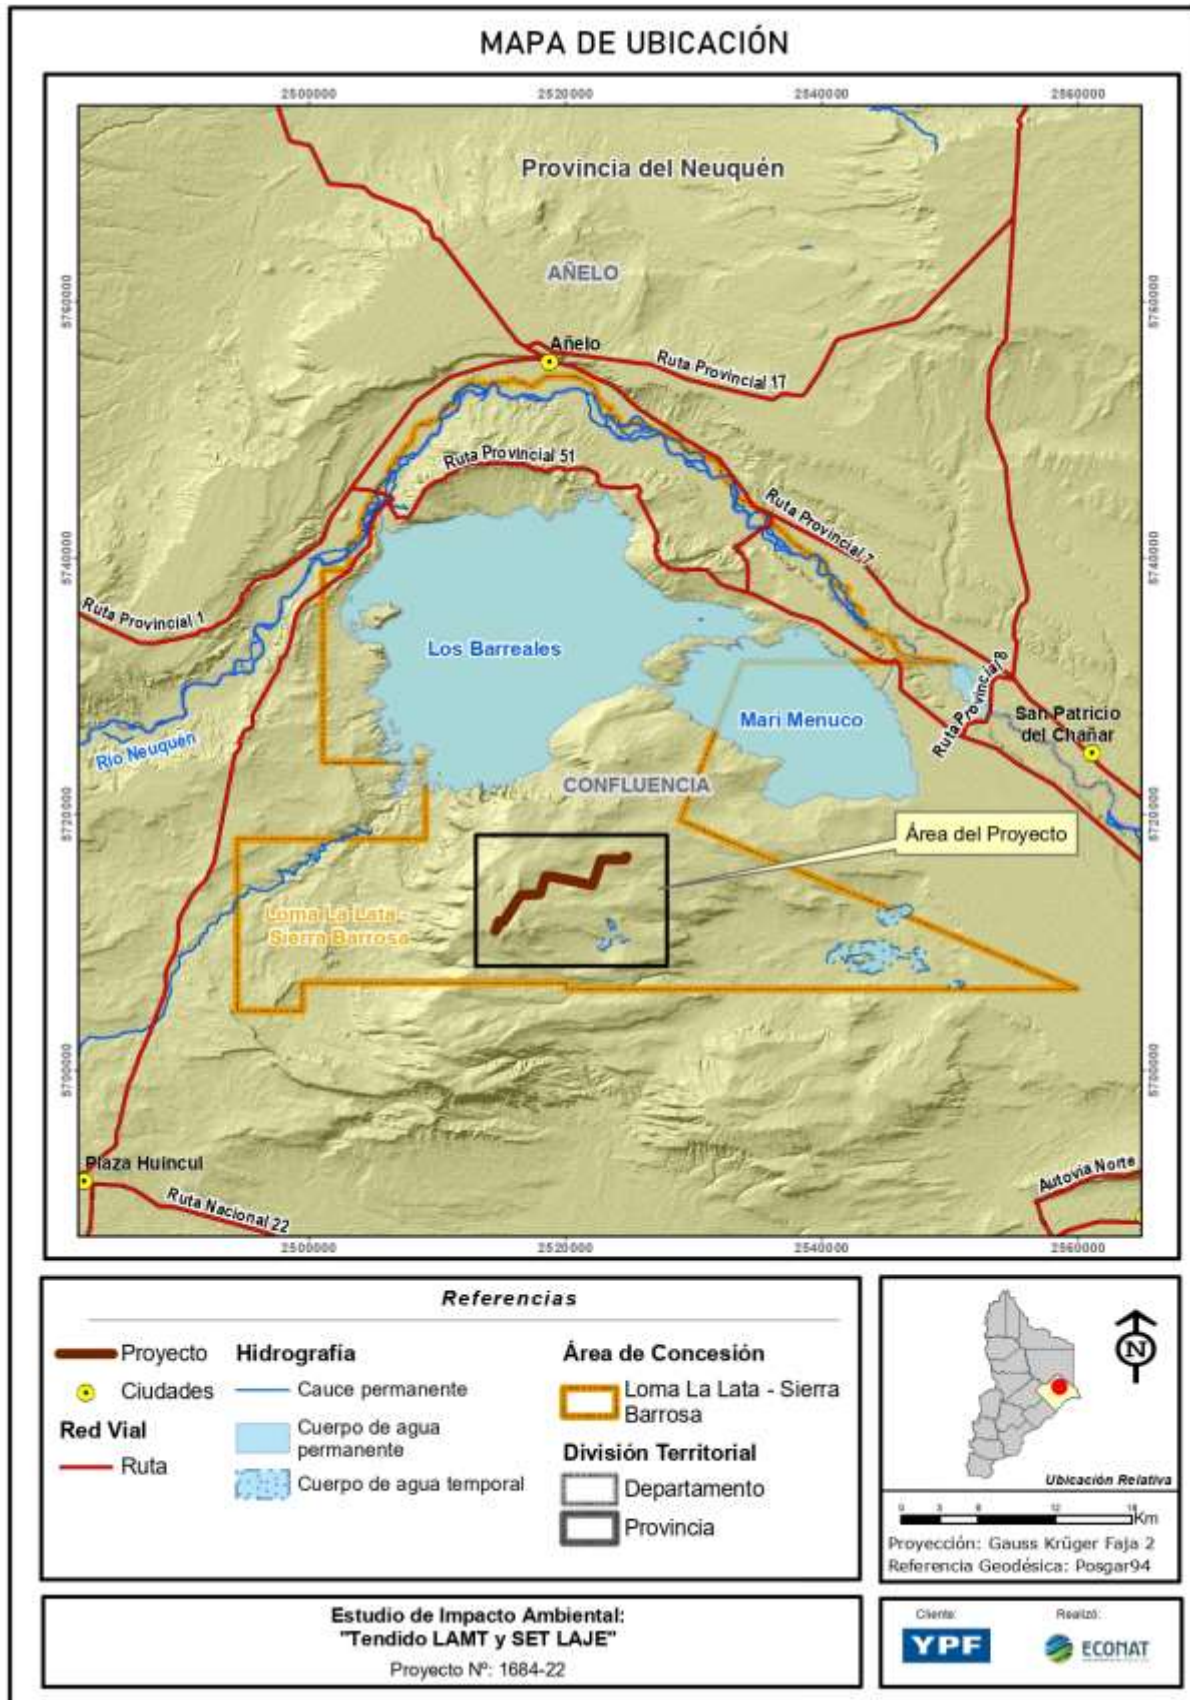 MAPA DE UBICACIÓN
2500000
2520000
2540000
2560000
Provincia del Neuquén
AÑELO
5760000
5760000
Añelo
Ruta Provincial 17
Ruta Provincial 51
Ruta Provincial 7
5740000
5740000
Ruta Provincial 1
Los Barreales
Ruta Provincial 8
Mari Menuco
San Patricio
del Chañar
Río Neuquén
CONFLUENCIA
5720000
5720000
Área del Proyecto
Loma La Lata -
Sierra Barrosa
5700000
5700000
Plaza Huincul
Ruta Nacional 22
Autovia Norte
2500000
2520000
2540000
2560000
Referencias
Proyecto
Ciudades
Red Vial
Ruta
Hidrografía
Cauce permanente
Cuerpo de agua
permanente
Cuerpo de agua temporal
Área de Concesión
Loma La Lata - Sierra
Barrosa
División Territorial
Departamento
Provincia
N
Ubicación Relativa
0 3 6 12 18
Km
Proyección: Gauss Krüger Faja 2
Referencia Geodésica: Posgar94
Estudio de Impacto Ambiental:
"Tendido LAMT y SET LAJE"
Proyecto Nº: 1684-22
Cliente:
YPF
Realizó:
ECONAT